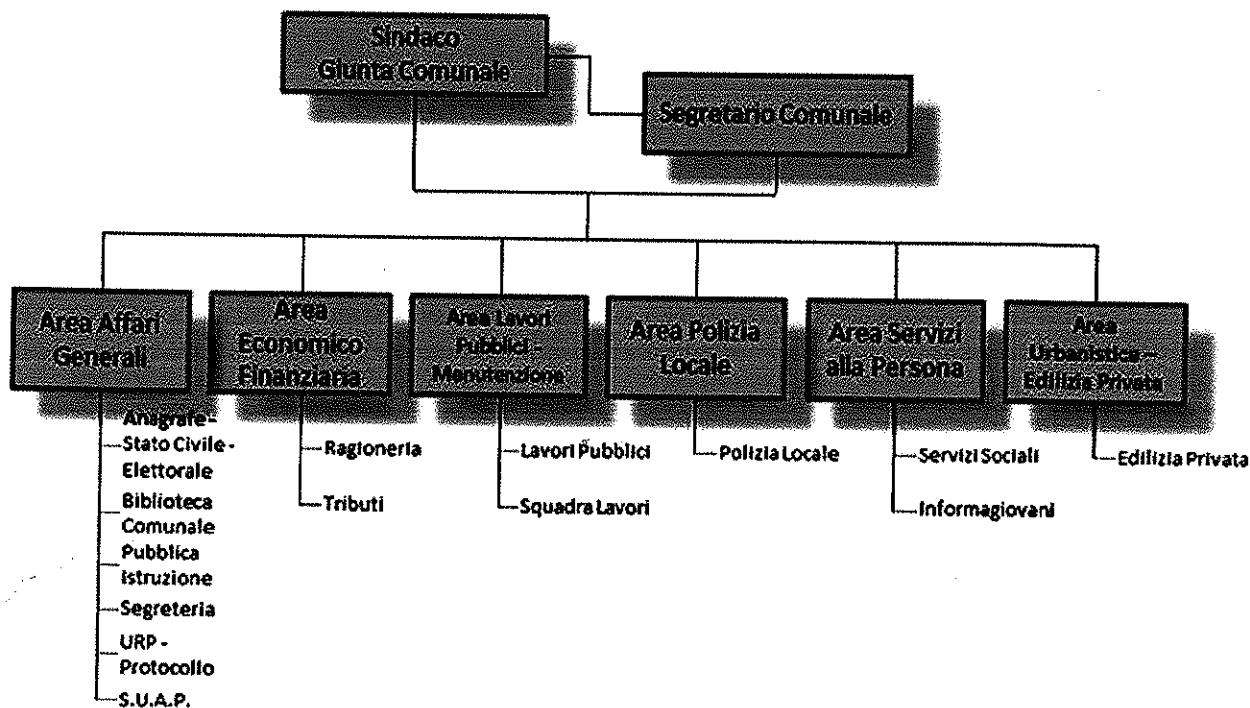 Sindaco
Giunta Comunale
Segretario Comunale
Area Affari
Generali
Area
Economico
Finanziaria
Area Lavori
Pubblici -
Manutenzione
Area Polizia
Locale
Area Servizi
alla Persona
Area
Urbanistica –
Edilizia Privata
Anagrafe -
Stato Civile -
Elettorale
Biblioteca
Comunale
Pubblica
Istruzione
Segreteria
URP -
Protocollo
S.U.A.P.
Ragioneria
Tributi
Lavori Pubblici
Squadra Lavori
Polizia Locale
Servizi Sociali
Informagiovani
Edilizia Privata